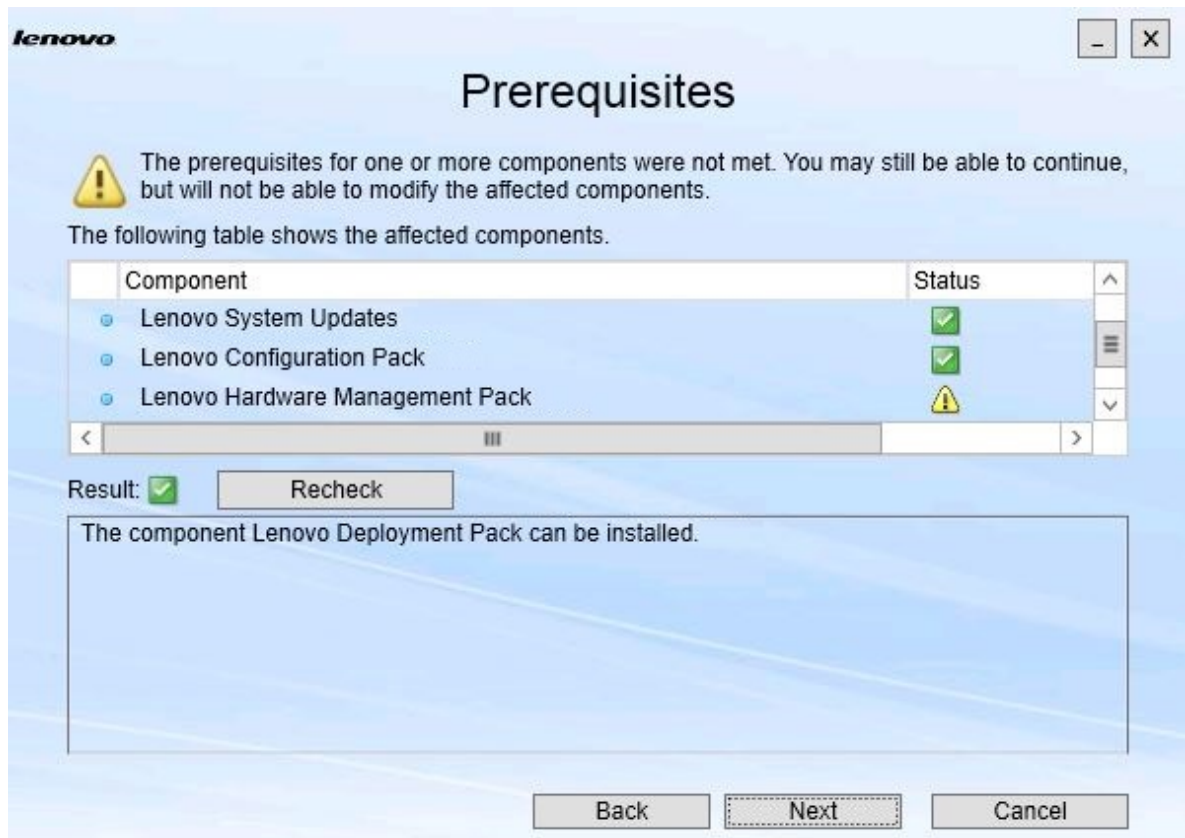 lenovo
Prerequisites
The prerequisites for one or more components were not met. You may still be able to continue,
but will not be able to modify the affected components.
The following table shows the affected components.
Component Status
Lenovo System Updates
Lenovo Configuration Pack
Lenovo Hardware Management Pack
Result: Recheck
The component Lenovo Deployment Pack can be installed.
Back Next Cancel